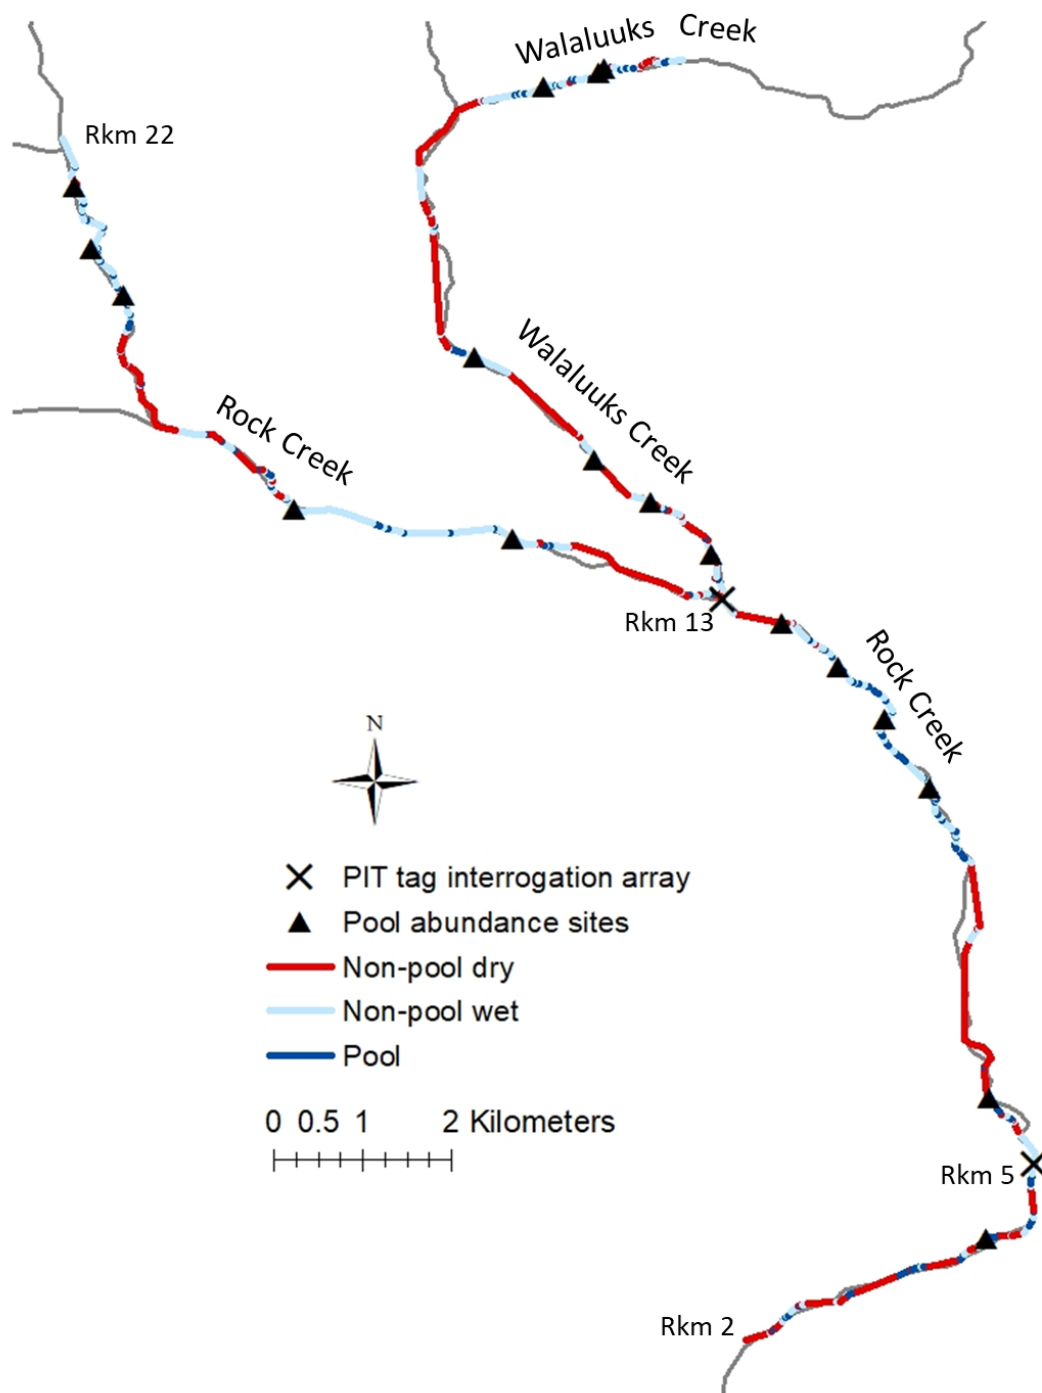 Walaluuks Creek
Rkm 22
Walaluuks Creek
Rock Creek
Rkm 13
Rock Creek
N
PIT tag interrogation array
Pool abundance sites
Non-pool dry
Non-pool wet
Pool
0 0.5 1 2 Kilometers
Rkm 5
Rkm 2